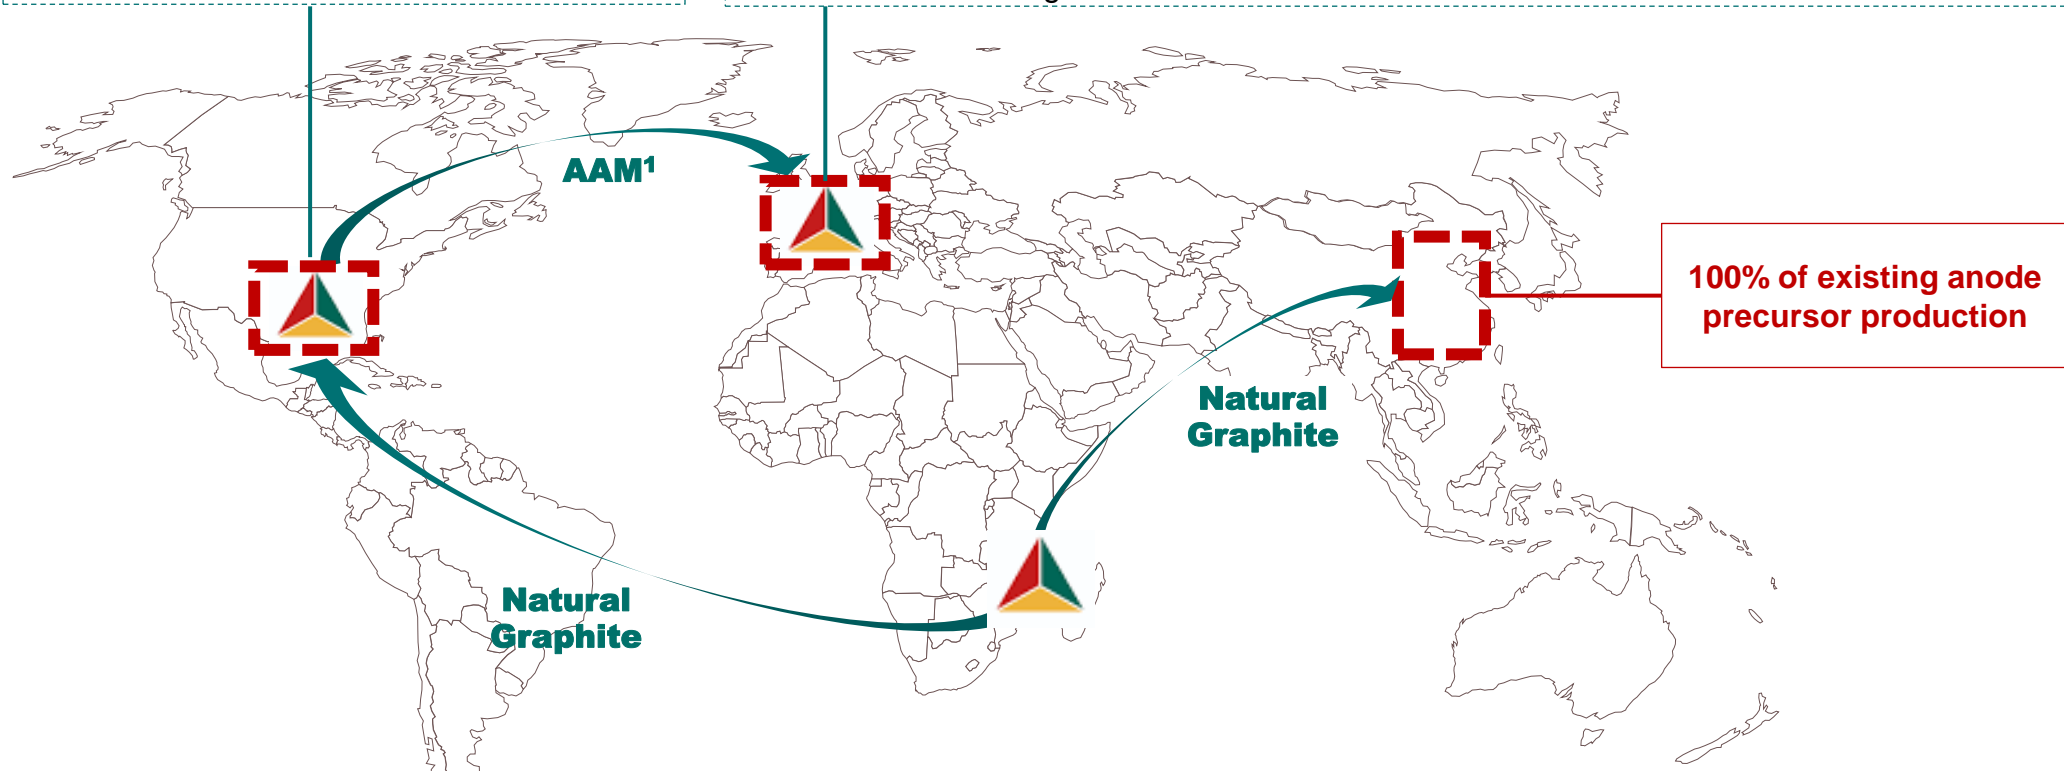 AAM¹
100% of existing anode
precursor production
Natural
Graphite
Natural
Graphite